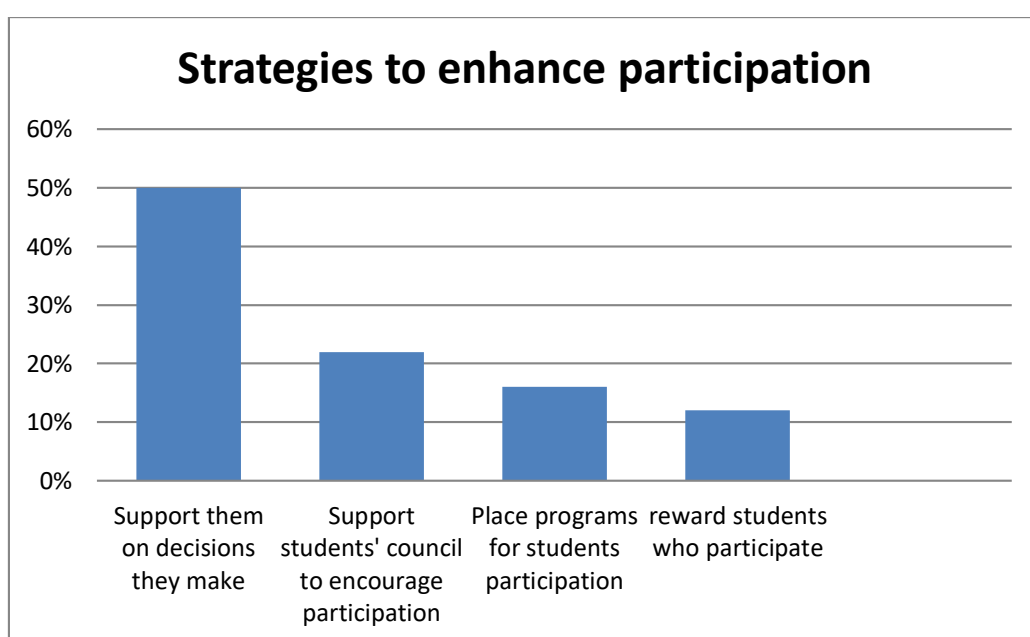 Strategies to enhance participation
60%
50%
40%
30%
20%
10%
0%
Support them
on decisions
they make
Support
students' council
to encourage
participation
Place programs
for students
participation
reward students
who participate